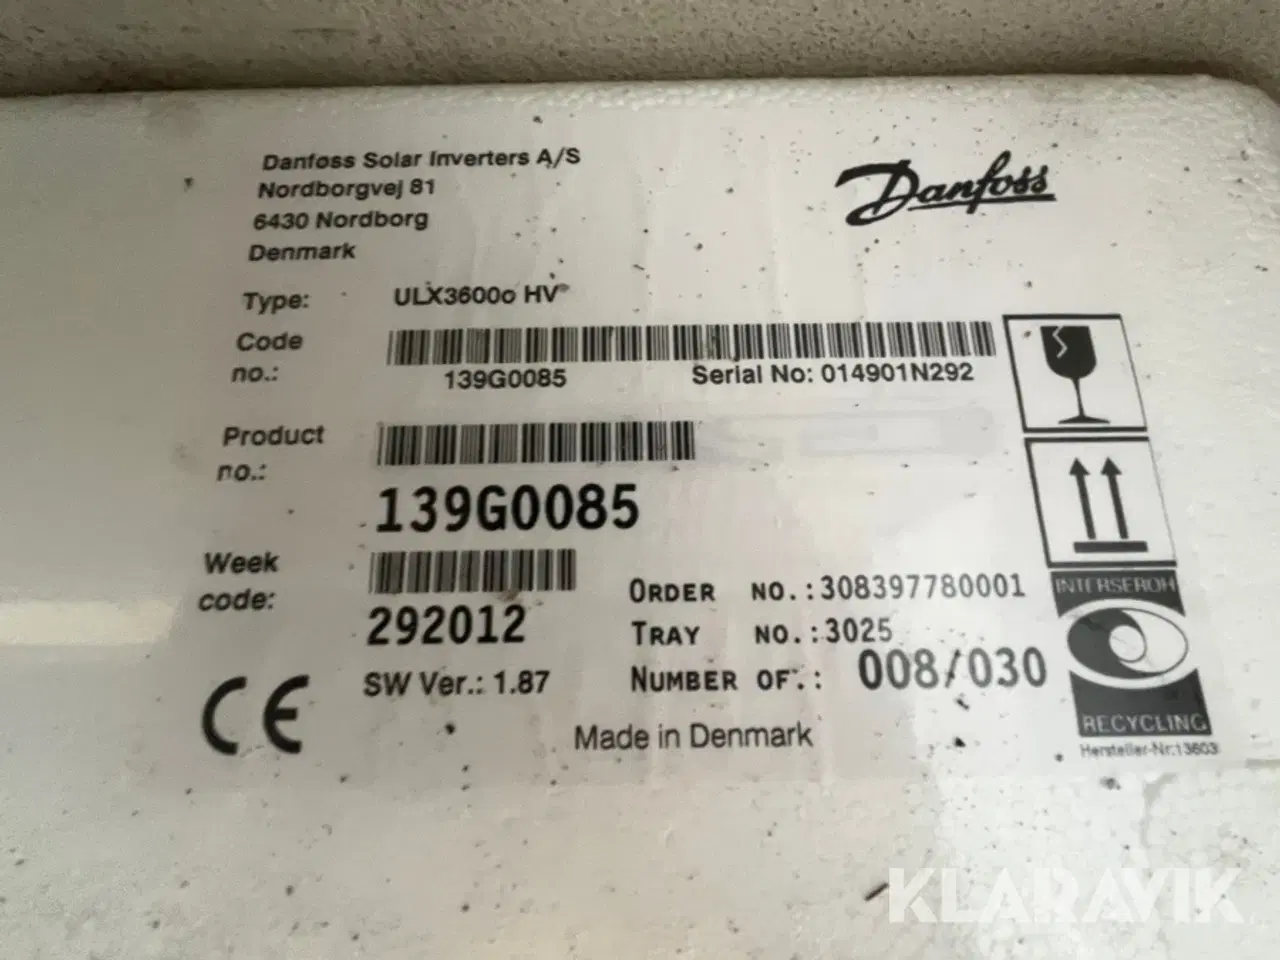 Danfoss Solar Inverters A/S
Nordborgvej 81
6430 Nordborg
Denmark
Danfoss
Type: ULX3600o HV
Code no.:
139G0085 Serial No: 014901N292
Product no.:
139G0085
Week code:
292012
ORDER NO.:308397780001
TRAY NO.:3025
NUMBER OF.: 008/030
CE SW Ver.: 1.87
Made in Denmark
INTERSEROH
RECYCLING
Hersteller-Nr:13603
KLARAVIK